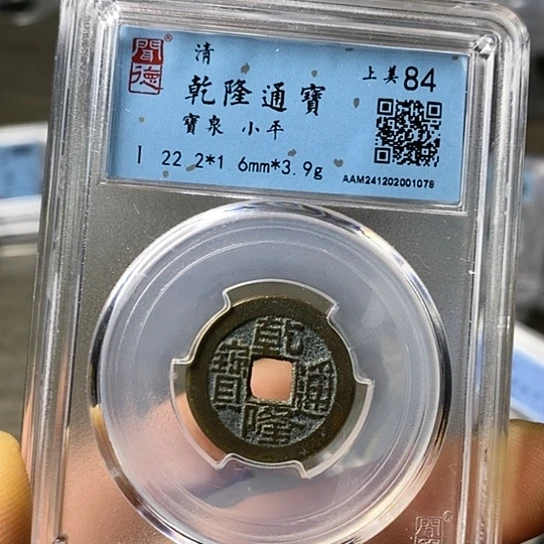 聞德®
清
乾隆通寶
上美84
寶泉 小平
22.2*1.6mm*3.9g
AAM241202001078
乾隆通寶